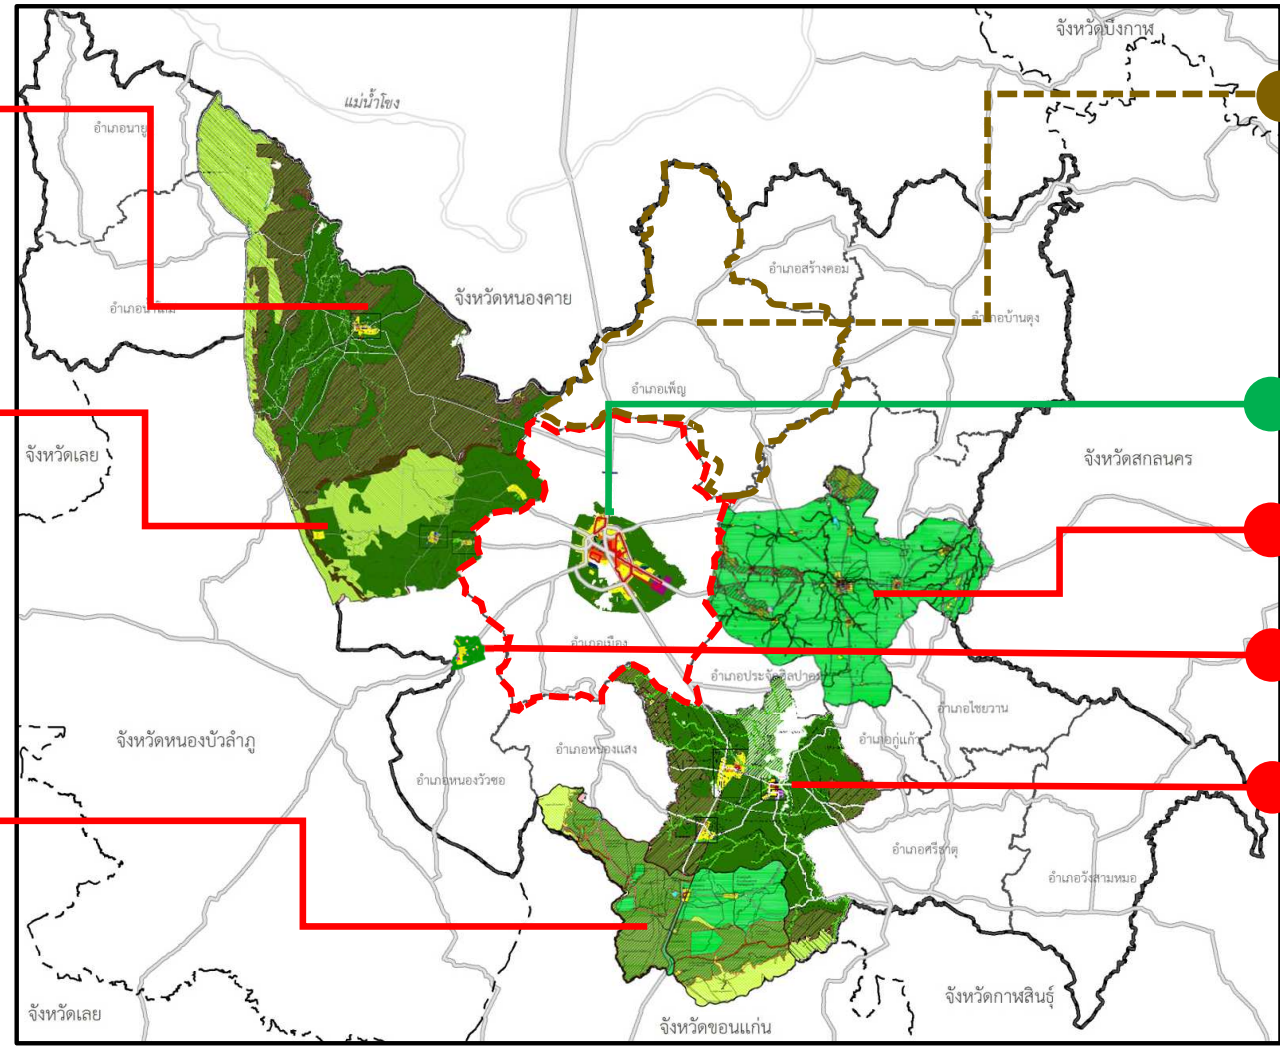 จังหวัดบึงกาฬ
แม่น้ำโขง
อำเภอนายูง
อำเภอสร้างคอม
จังหวัดหนองคาย
อำเภอน้ำโสม
อำเภอบ้านดุง
อำเภอเพ็ญ
จังหวัดเลย
จังหวัดสกลนคร
อำเภอเมือง
อำเภอประจักษ์ศิลปาคม
อำเภอไชยวาน
จังหวัดหนองบัวลำภู
อำเภอกู่แก้ว
อำเภอหนองแสง
อำเภอหนองวัวซอ
อำเภอศรีธาตุ
อำเภอวังสามหมอ
จังหวัดกาฬสินธุ์
จังหวัดเลย
จังหวัดขอนแก่น